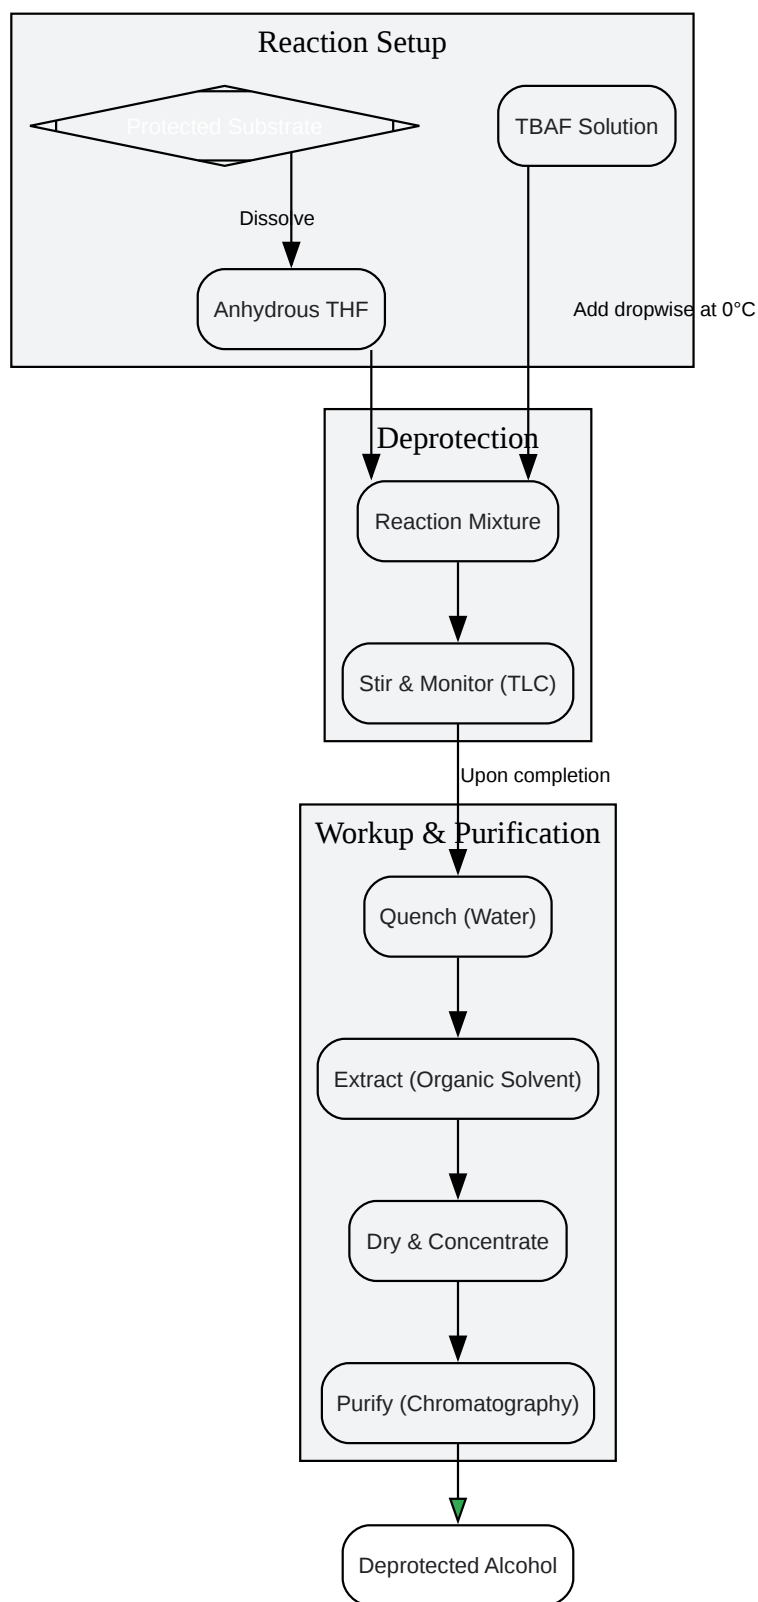 Reaction Setup
Protected Substrate
TBAF Solution
Dissolve
Anhydrous THF
Add dropwise at 0°C
Deprotection
Reaction Mixture
Stir & Monitor (TLC)
Upon completion
Workup & Purification
Quench (Water)
Extract (Organic Solvent)
Dry & Concentrate
Purify (Chromatography)
Deprotected Alcohol